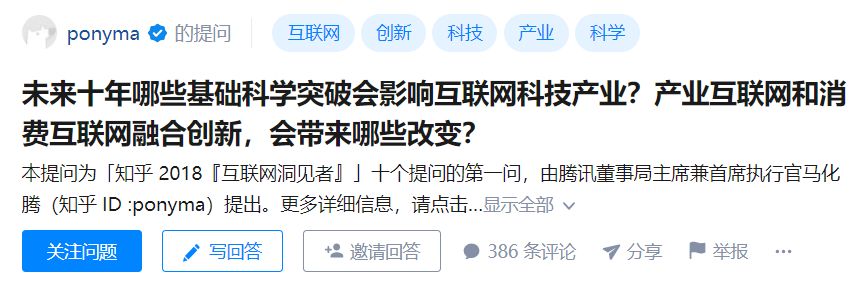 ponyma 的提问 互联网 创新 科技 产业 科学
未来十年哪些基础科学突破会影响互联网科技产业？产业互联网和消
费互联网融合创新，会带来哪些改变？
本提问为「知乎 2018『互联网洞见者』」十个提问的第一问，由腾讯董事局主席兼首席执行官马化
腾（知乎 ID :ponyma）提出。更多详细信息，请点击...显示全部
关注问题 写回答 邀请回答 386 条评论 分享 举报 ...